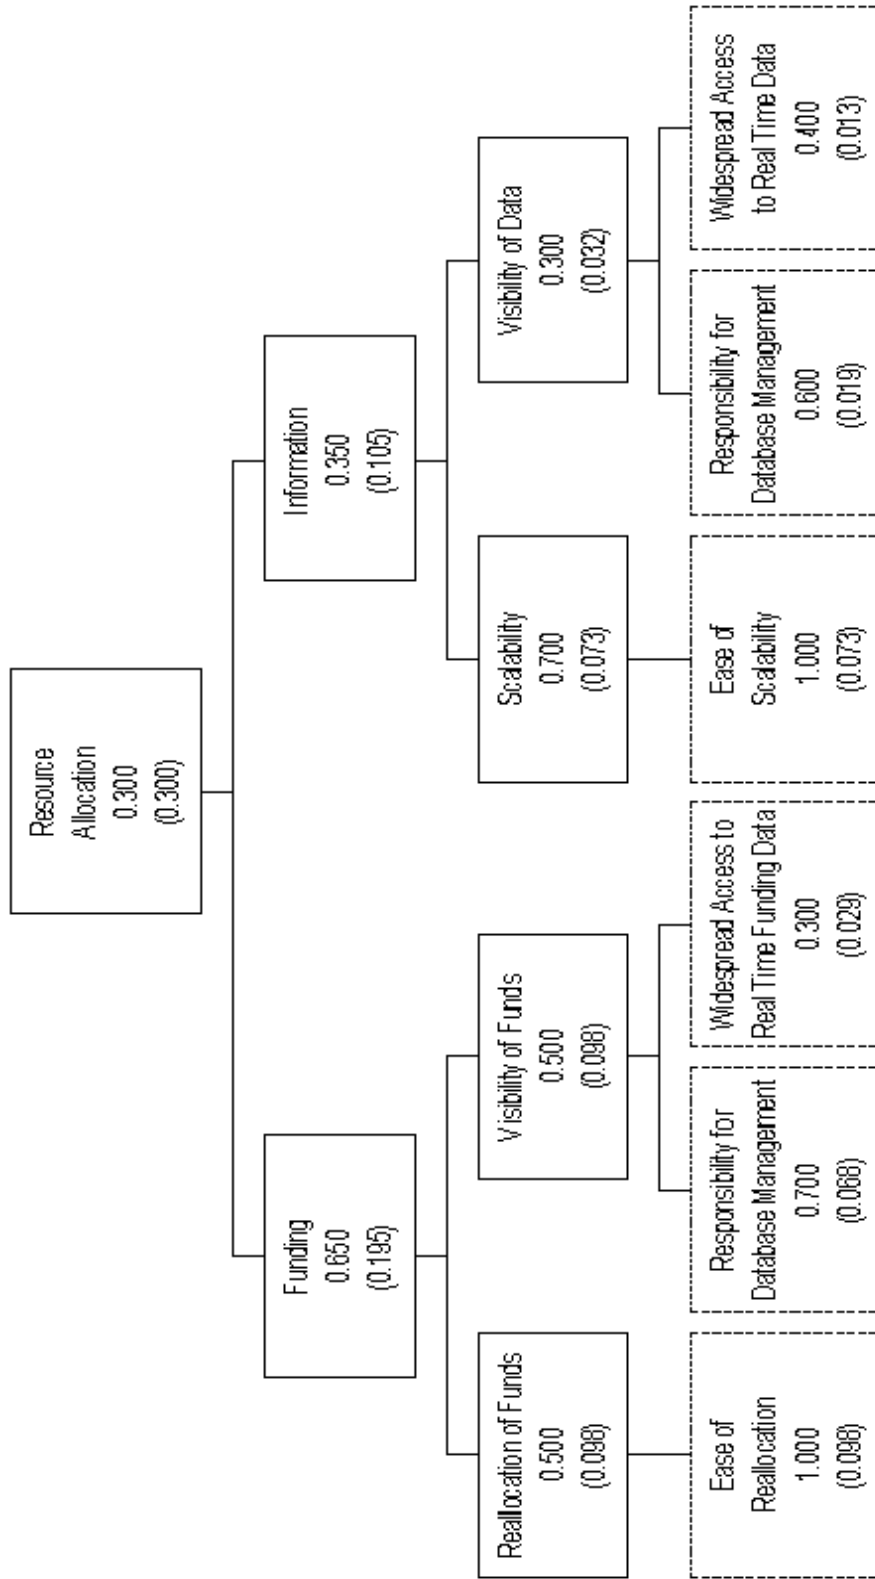 Resource
Allocation
0.300
(0.300)
Funding
0.650
(0.195)
Information
0.350
(0.105)
Reallocation of Funds
0.500
(0.098)
Visibility of Funds
0.500
(0.098)
Scalability
0.700
(0.073)
Visibility of Data
0.300
(0.032)
Ease of
Reallocation
1.000
(0.098)
Responsibility for
Database Management
0.700
(0.068)
Widespread Access to
Real Time Funding Data
0.300
(0.029)
Ease of
Scalability
1.000
(0.073)
Responsibility for
Database Management
0.600
(0.019)
Widespread Access
to Real Time Data
0.400
(0.013)